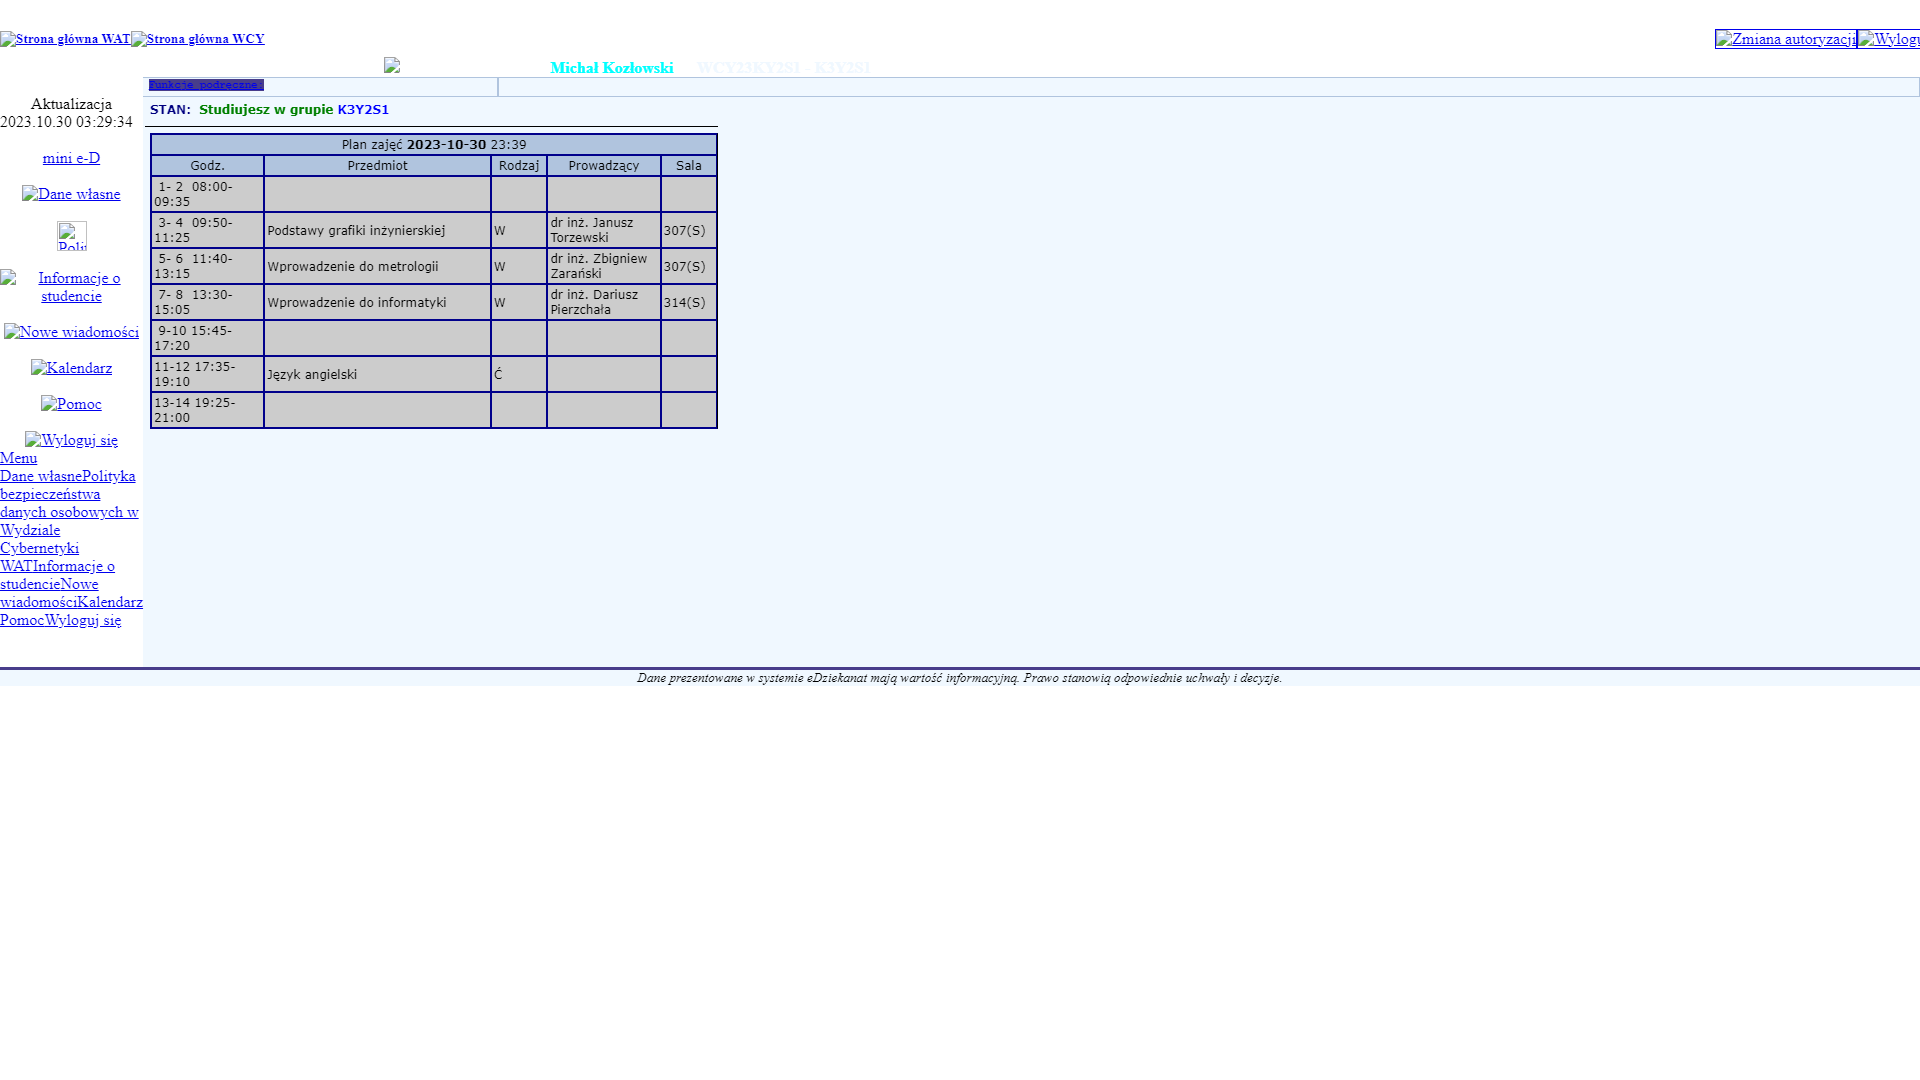 Strona główna WAT Strona główna WCY Zmiana autoryzacji Wylogu
Michał Kozłowski WCY23KY2S1 - K3Y2S1
Funkcje podręczne:
Aktualizacja
2023.10.30 03:29:34
mini e-D
Dane własne
Poli
Informacje o
studencie
Nowe wiadomości
Kalendarz
Pomoc
Wyloguj się
Menu
Dane własnePolityka
bezpieczeństwa
danych osobowych w
Wydziale
Cybernetyki
WATInformacje o
studencieNowe
wiadomościKalendarz
PomocWyloguj się
STAN: Studiujesz w grupie K3Y2S1
Plan zajęć 2023-10-30 23:39
Godz. Przedmiot Rodzaj Prowadzący Sala
1- 2 08:00-
09:35
3- 4 09:50-
11:25 Podstawy grafiki inżynierskiej W dr inż. Janusz
Torzewski 307(S)
5- 6 11:40-
13:15 Wprowadzenie do metrologii W dr inż. Zbigniew
Zarański 307(S)
7- 8 13:30-
15:05 Wprowadzenie do informatyki W dr inż. Dariusz
Pierzchała 314(S)
9-10 15:45-
17:20
11-12 17:35-
19:10 Język angielski Ć
13-14 19:25-
21:00
Dane prezentowane w systemie eDziekanat mają wartość informacyjną. Prawo stanowią odpowiednie uchwały i decyzje.